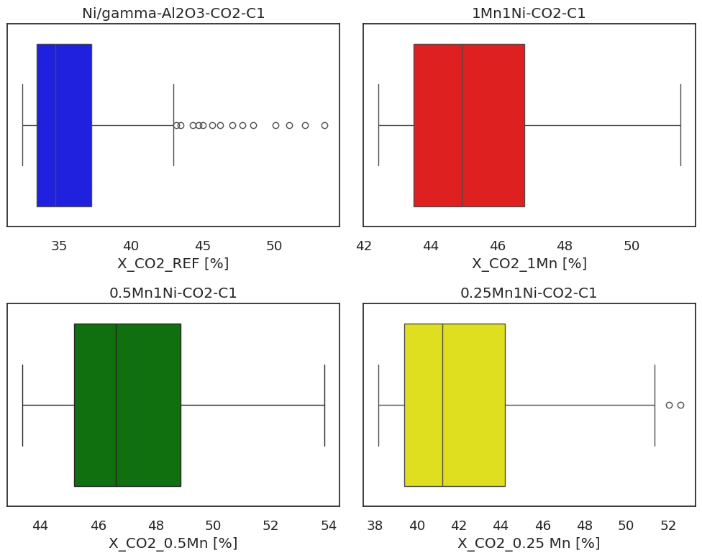 Ni/gamma-Al2O3-CO2-C1
1Mn1Ni-CO2-C1
35 40 45 50
42 44 46 48 50
X_CO2_REF [%]
X_CO2_1Mn [%]
0.5Mn1Ni-CO2-C1
0.25Mn1Ni-CO2-C1
44 46 48 50 52 54
38 40 42 44 46 48 50 52
X_CO2_0.5Mn [%]
X_CO2_0.25 Mn [%]